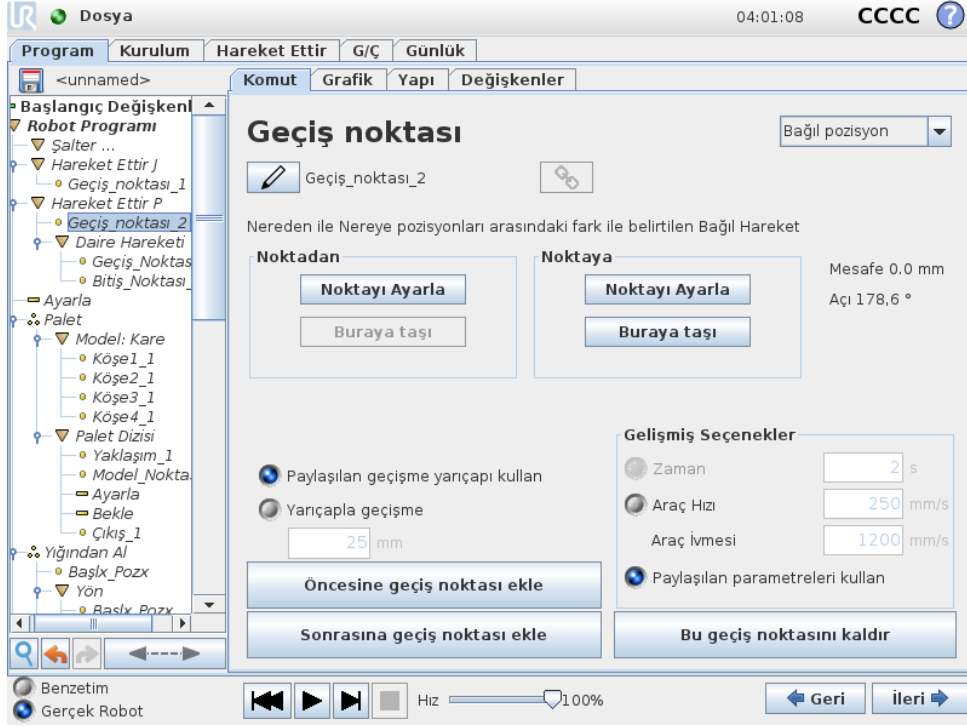 UR Dosya 04:01:08 CCCC ?
Program Kurulum Hareket Ettir G/Ç Günlük
<unnamed>
Komut Grafik Yapı Değişkenler
Başlangıç Değişkenl
Robot Programı
Şalter ...
Hareket Ettir J
Geçiş_noktası_1
Hareket Ettir P
Geçiş_noktası_2
Daire Hareketi
Geçiş_Noktas
Bitiş_Noktası_
Ayarla
Palet
Model: Kare
Köşe1_1
Köşe2_1
Köşe3_1
Köşe4_1
Palet Dizisi
Yaklaşım_1
Model_Nokta
Ayarla
Bekle
Çıkış_1
Yığından Al
Başlx_Pozx
Yön
Başlx_Pozx
Geçiş noktası
Bağıl pozisyon
Geçiş_noktası_2
Nereden ile Nereye pozisyonları arasındaki fark ile belirtilen Bağıl Hareket
Noktadan
Noktayı Ayarla
Buraya taşı
Noktaya
Noktayı Ayarla
Buraya taşı
Mesafe 0.0 mm
Açı 178,6 °
Paylaşılan geçişme yarıçapı kullan
Yarıçapla geçişme
25 mm
Gelişmiş Seçenekler
Zaman 2 s
Araç Hızı 250 mm/s
Araç İvmesi 1200 mm/s
Paylaşılan parametreleri kullan
Öncesine geçiş noktası ekle
Sonrasına geçiş noktası ekle
Bu geçiş noktasını kaldır
Benzetim
Gerçek Robot
Hız 100%
Geri
İleri